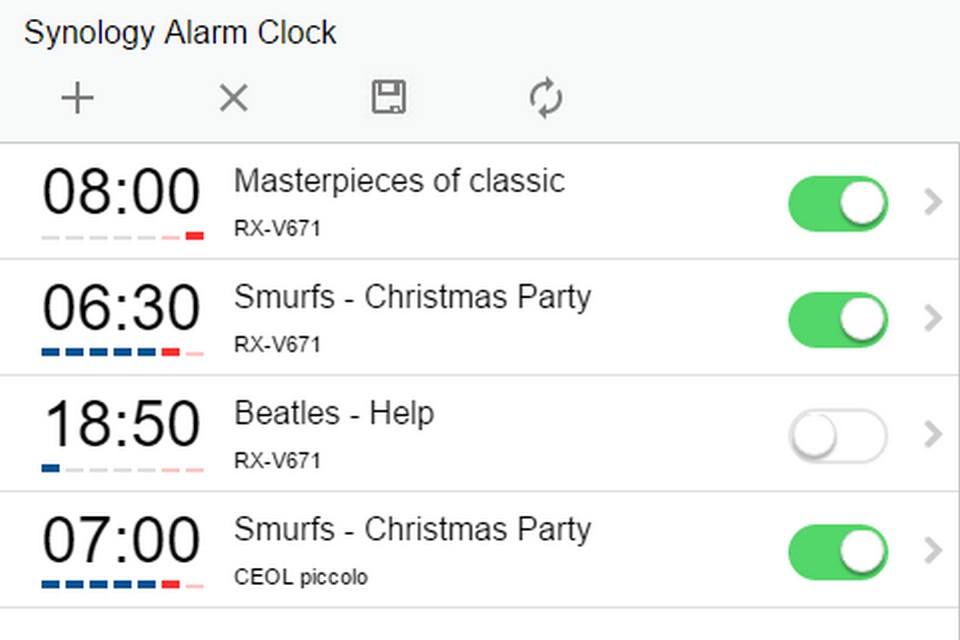 Synology Alarm Clock
08:00
Masterpieces of classic
RX-V671
06:30
Smurfs - Christmas Party
RX-V671
18:50
Beatles - Help
RX-V671
07:00
Smurfs - Christmas Party
CEOL piccolo